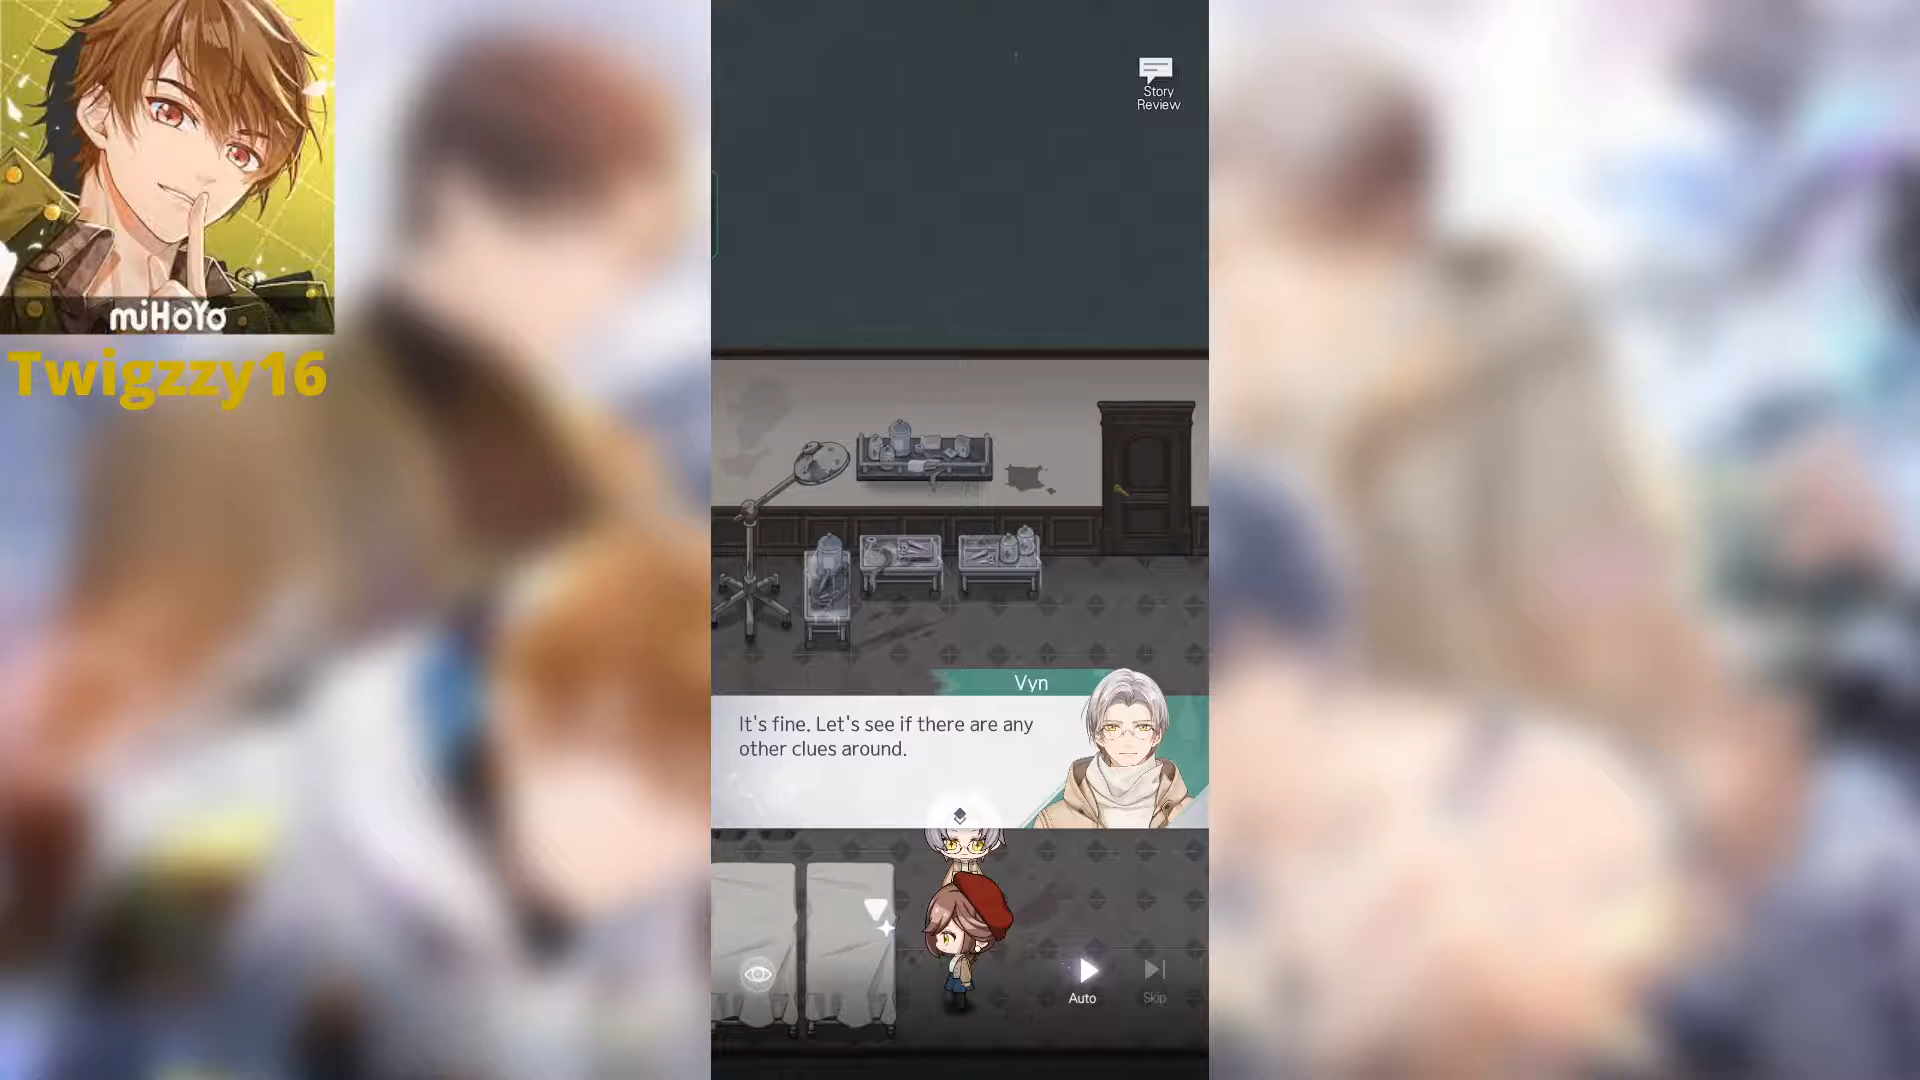 miHoYo
Twigzzy16
Story
Review
Vyn
It's fine. Let's see if there are any
other clues around.
Auto
Skip